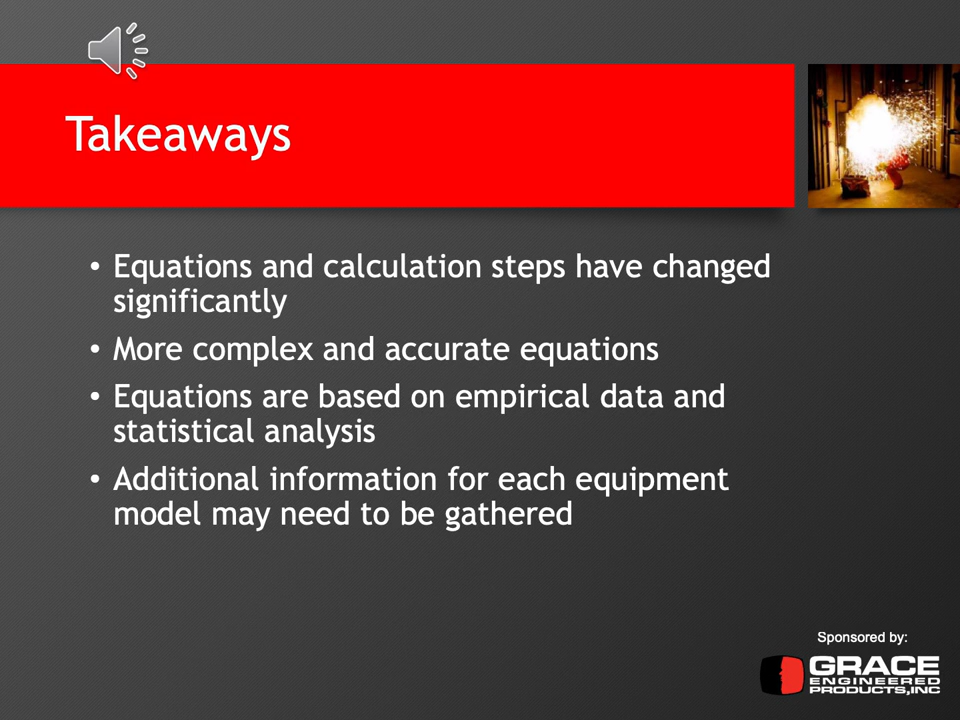 Takeaways
• Equations and calculation steps have changed
significantly
• More complex and accurate equations
• Equations are based on empirical data and
statistical analysis
• Additional information for each equipment
model may need to be gathered
Sponsored by:
GRACE
ENGINEERED
PRODUCTS,INC